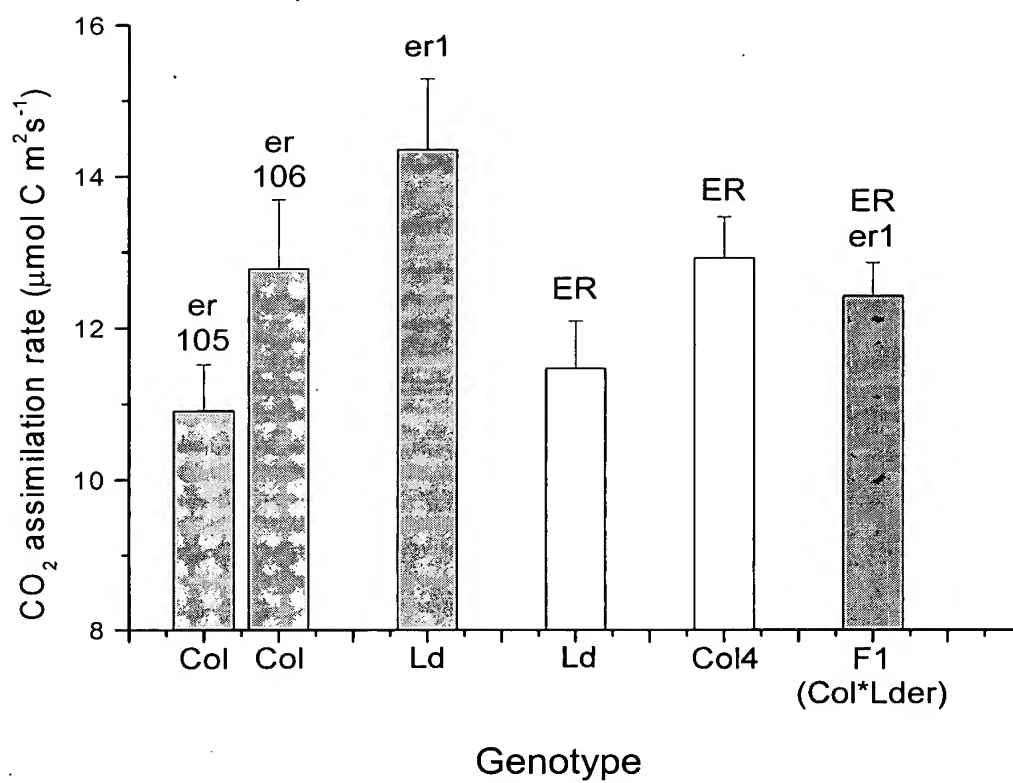 CO₂ assimilation rate (μmol C m²s⁻¹)
16
14
12
10
8
er
105
er
106
er1
ER
ER
ER
er1
Col
Col
Ld
Ld
Col4
F1
(Col*Lder)
Genotype